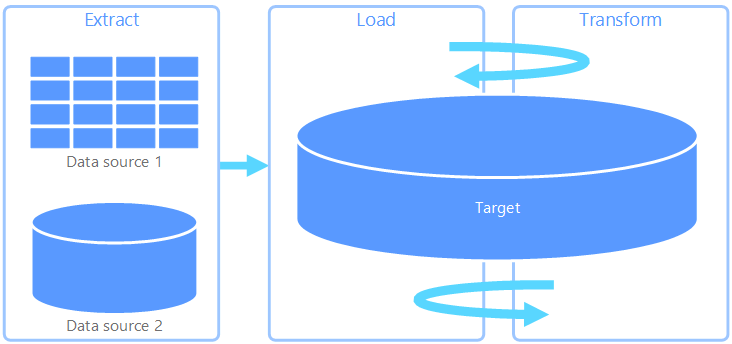 Extract
Load
Transform
Data source 1
Target
Data source 2